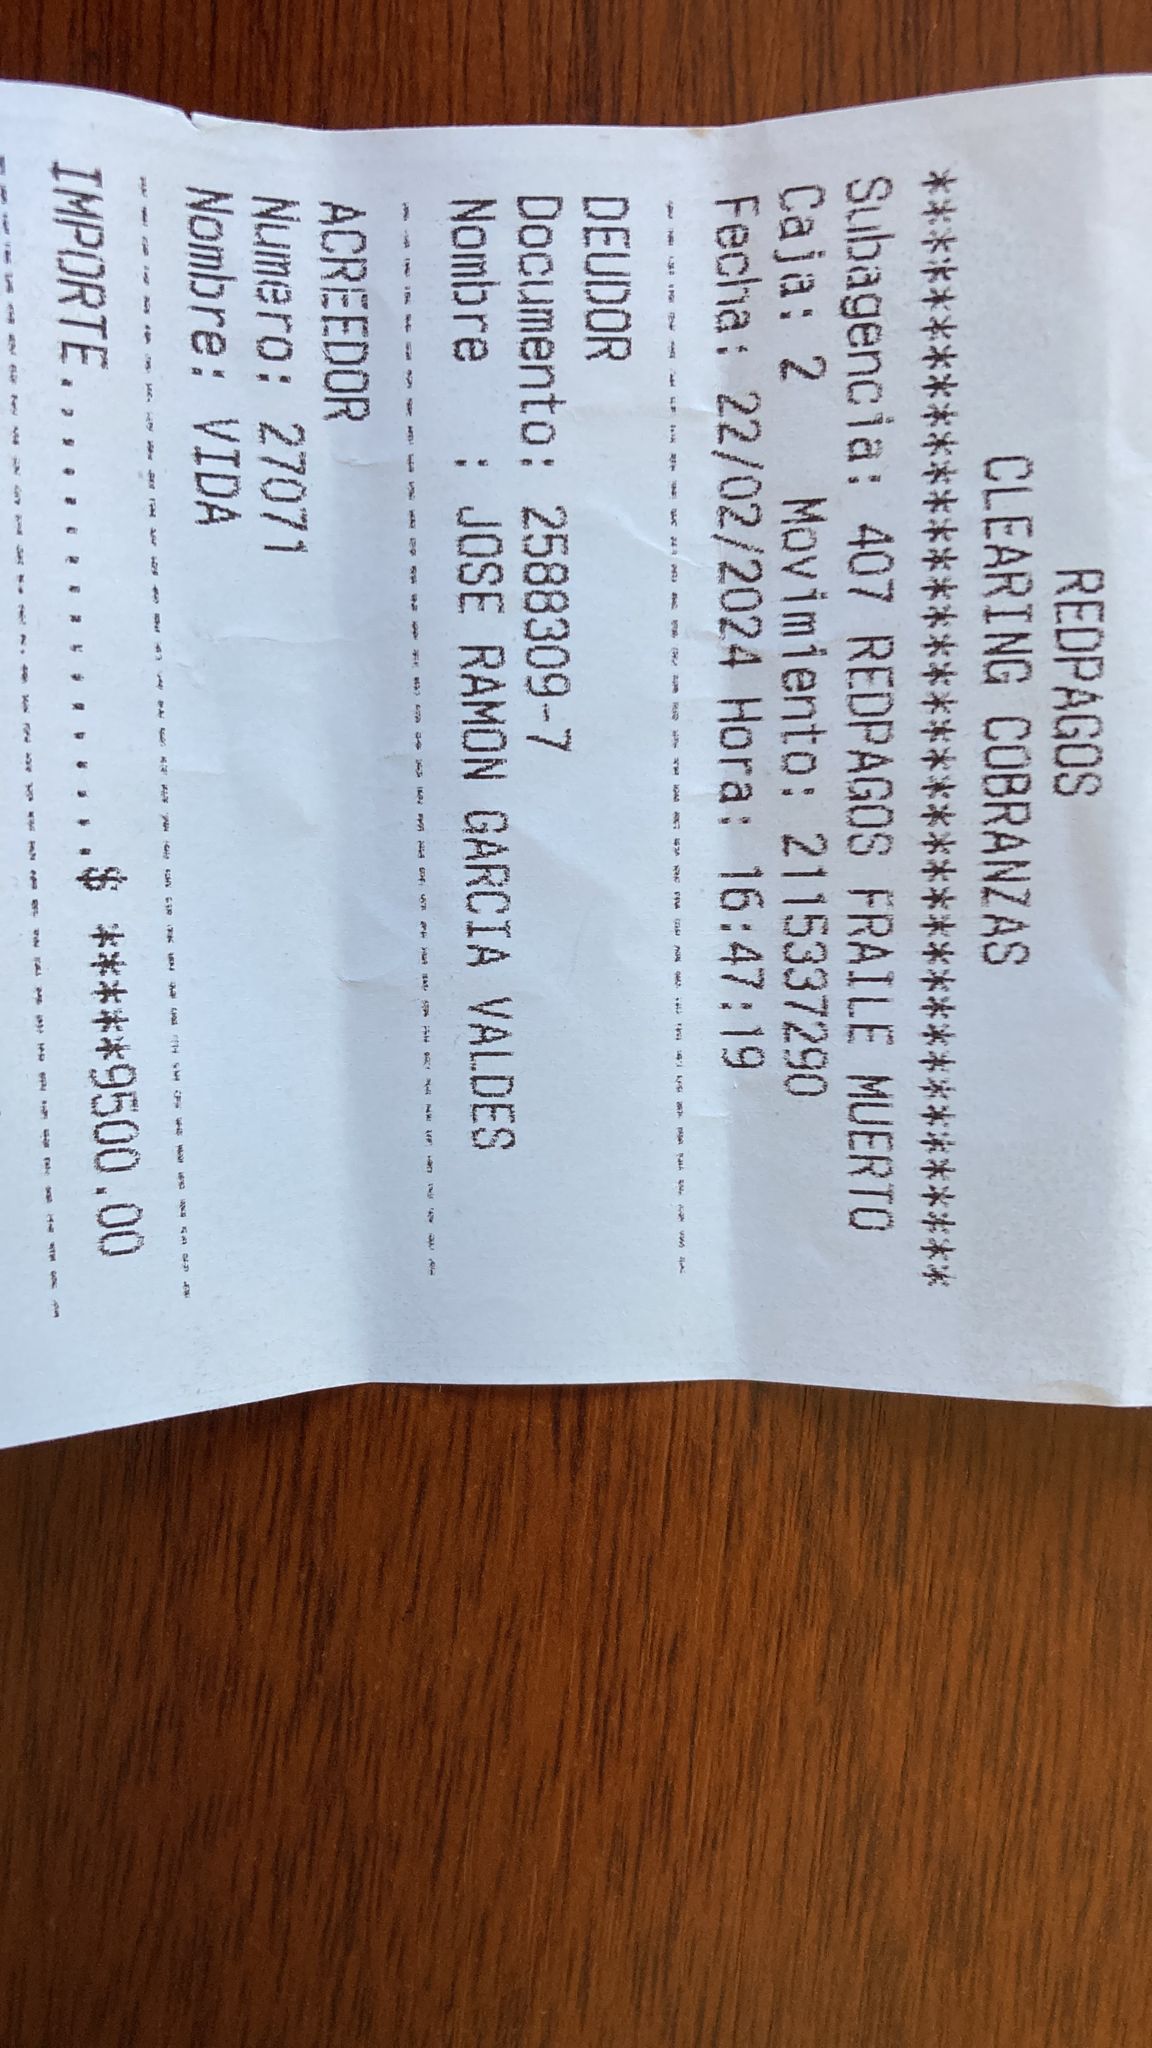 REDPAGOS
CLEARING COBRANZAS
****************************************
Subagencia: 407 REDPAGOS FRAILE MUERTO
Caja: 2 Movimiento: 2115337290
Fecha: 22/02/2024 Hora: 16:47:19
----------------------------------------
DEUDOR
Documento: 2588309-7
Nombre : JOSE RAMON GARCIA VALDES
----------------------------------------
ACREEDOR
Numero: 27071
Nombre: VIDA
----------------------------------------
IMPORTE..................$ *****9500.00
----------------------------------------